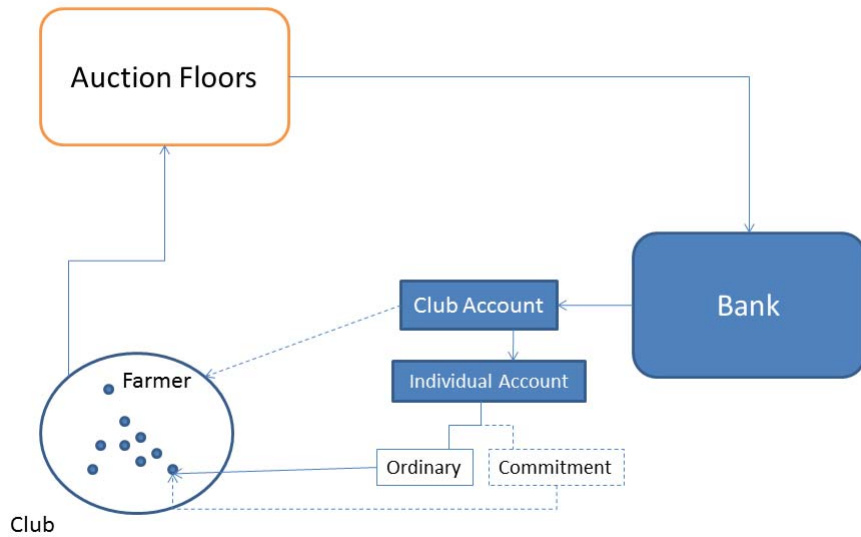 Auction Floors
Bank
Club Account
Farmer
Individual Account
Ordinary
Commitment
Club